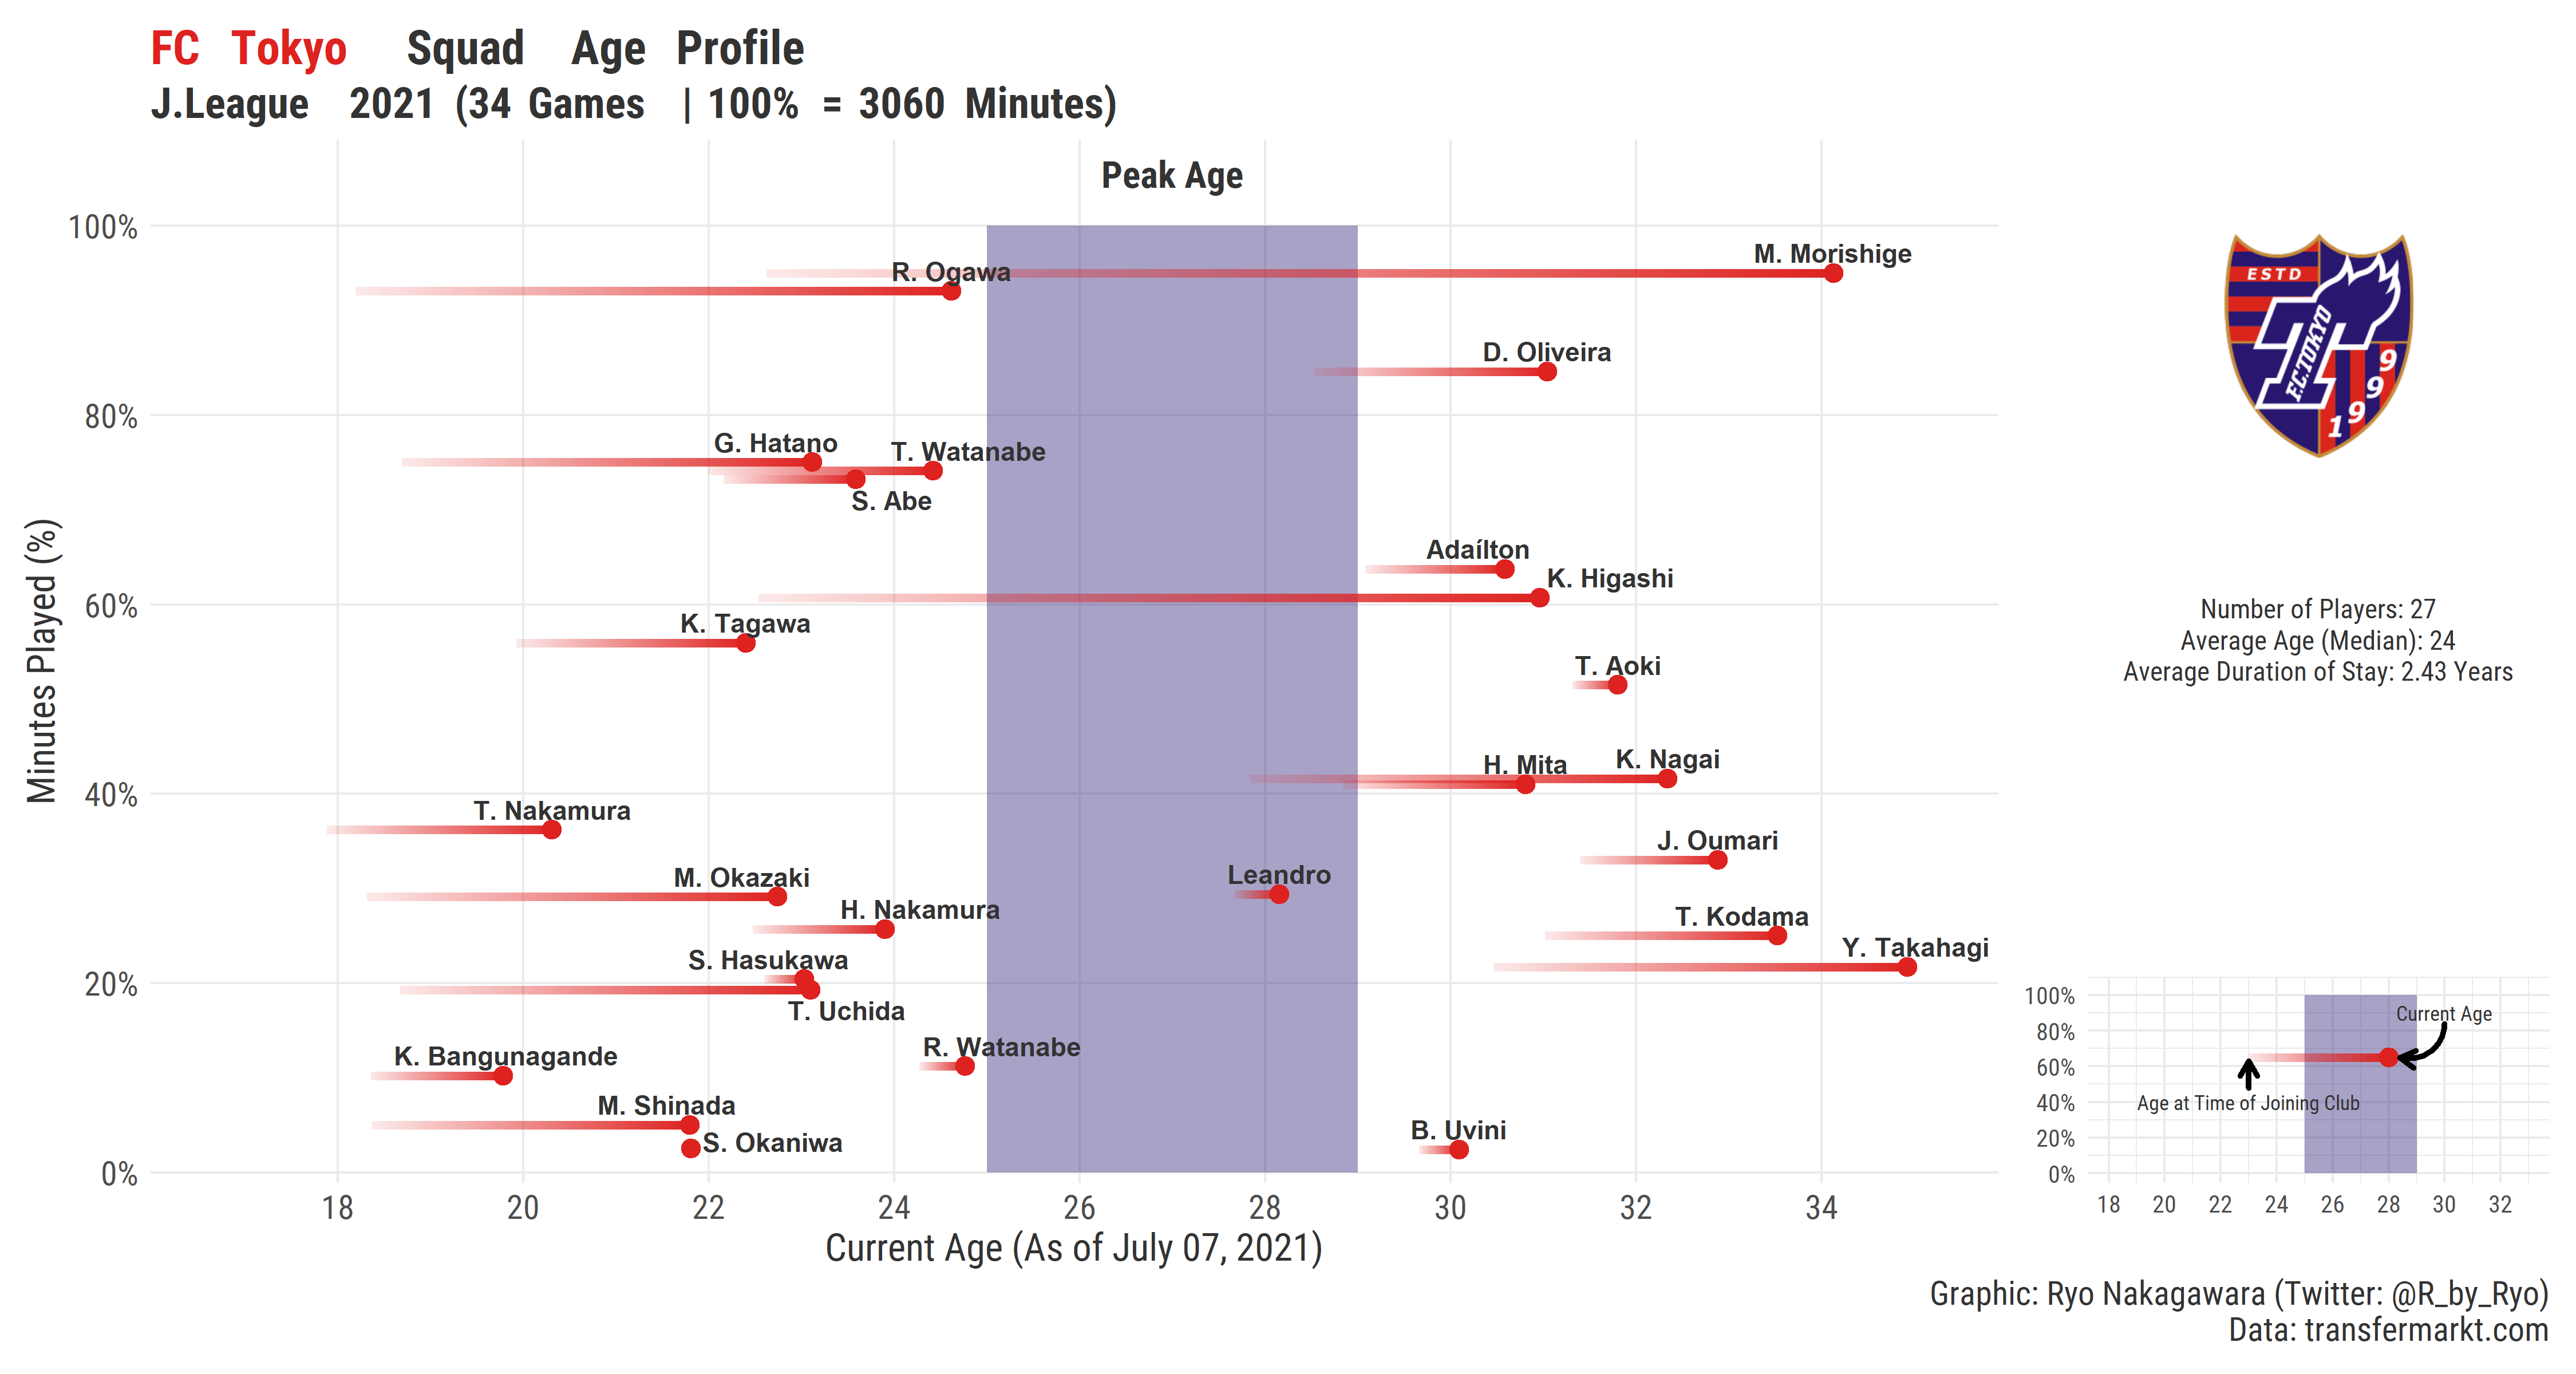 FC Tokyo Squad Age Profile
J.League 2021 (34 Games | 100% = 3060 Minutes)
Peak Age
100%
80%
60%
40%
20%
0%
Minutes Played (%)
M. Morishige
R. Ogawa
D. Oliveira
G. Hatano
T. Watanabe
S. Abe
Adaílton
K. Higashi
K. Tagawa
T. Aoki
K. Nagai
H. Mita
T. Nakamura
J. Oumari
Leandro
M. Okazaki
H. Nakamura
T. Kodama
Y. Takahagi
S. Hasukawa
T. Uchida
R. Watanabe
K. Bangunagande
M. Shinada
S. Okaniwa
B. Uvini
18 20 22 24 26 28 30 32 34
Current Age (As of July 07, 2021)
ESTD
F.C.TOKYO
1999
Number of Players: 27
Average Age (Median): 24
Average Duration of Stay: 2.43 Years
100%
80%
60%
40%
20%
0%
Current Age
Age at Time of Joining Club
18 20 22 24 26 28 30 32
Graphic: Ryo Nakagawara (Twitter: @R_by_Ryo)
Data: transfermarkt.com